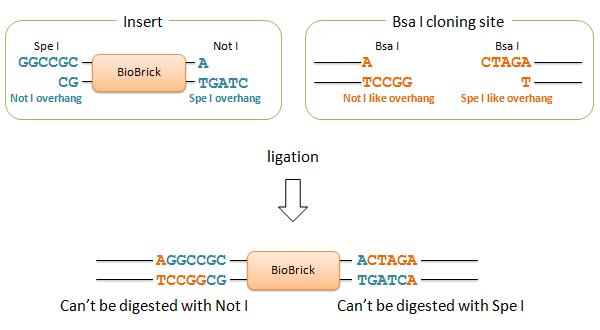 Insert
Spe I
Not I
GGCCGC
BioBrick
A
CG
TGATC
Not I overhang
Spe I overhang
Bsa I cloning site
Bsa I
Bsa I
A
CTAGA
TCCGG
T
Not I like overhang
Spe I like overhang
ligation
AGGCCGC
BioBrick
ACTAGA
TCCGGCG
TGATCA
Can't be digested with Not I
Can't be digested with Spe I